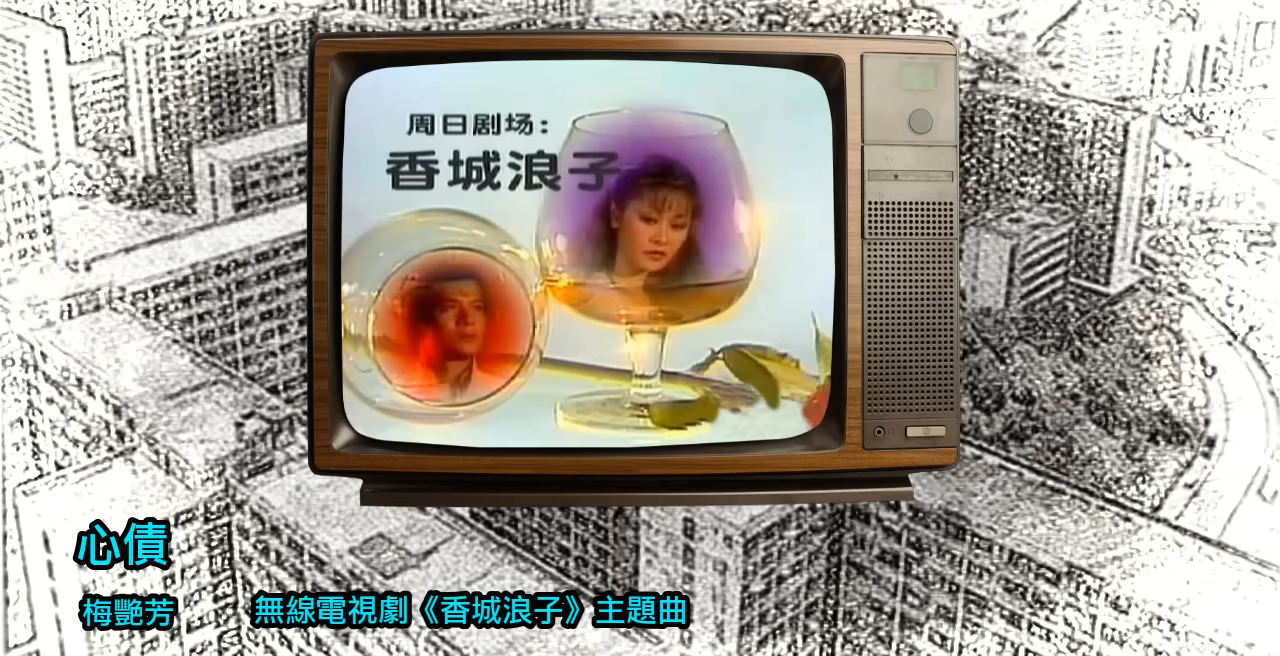 周日剧场：
香城浪子
心債
梅艷芳
無線電視劇《香城浪子》主題曲